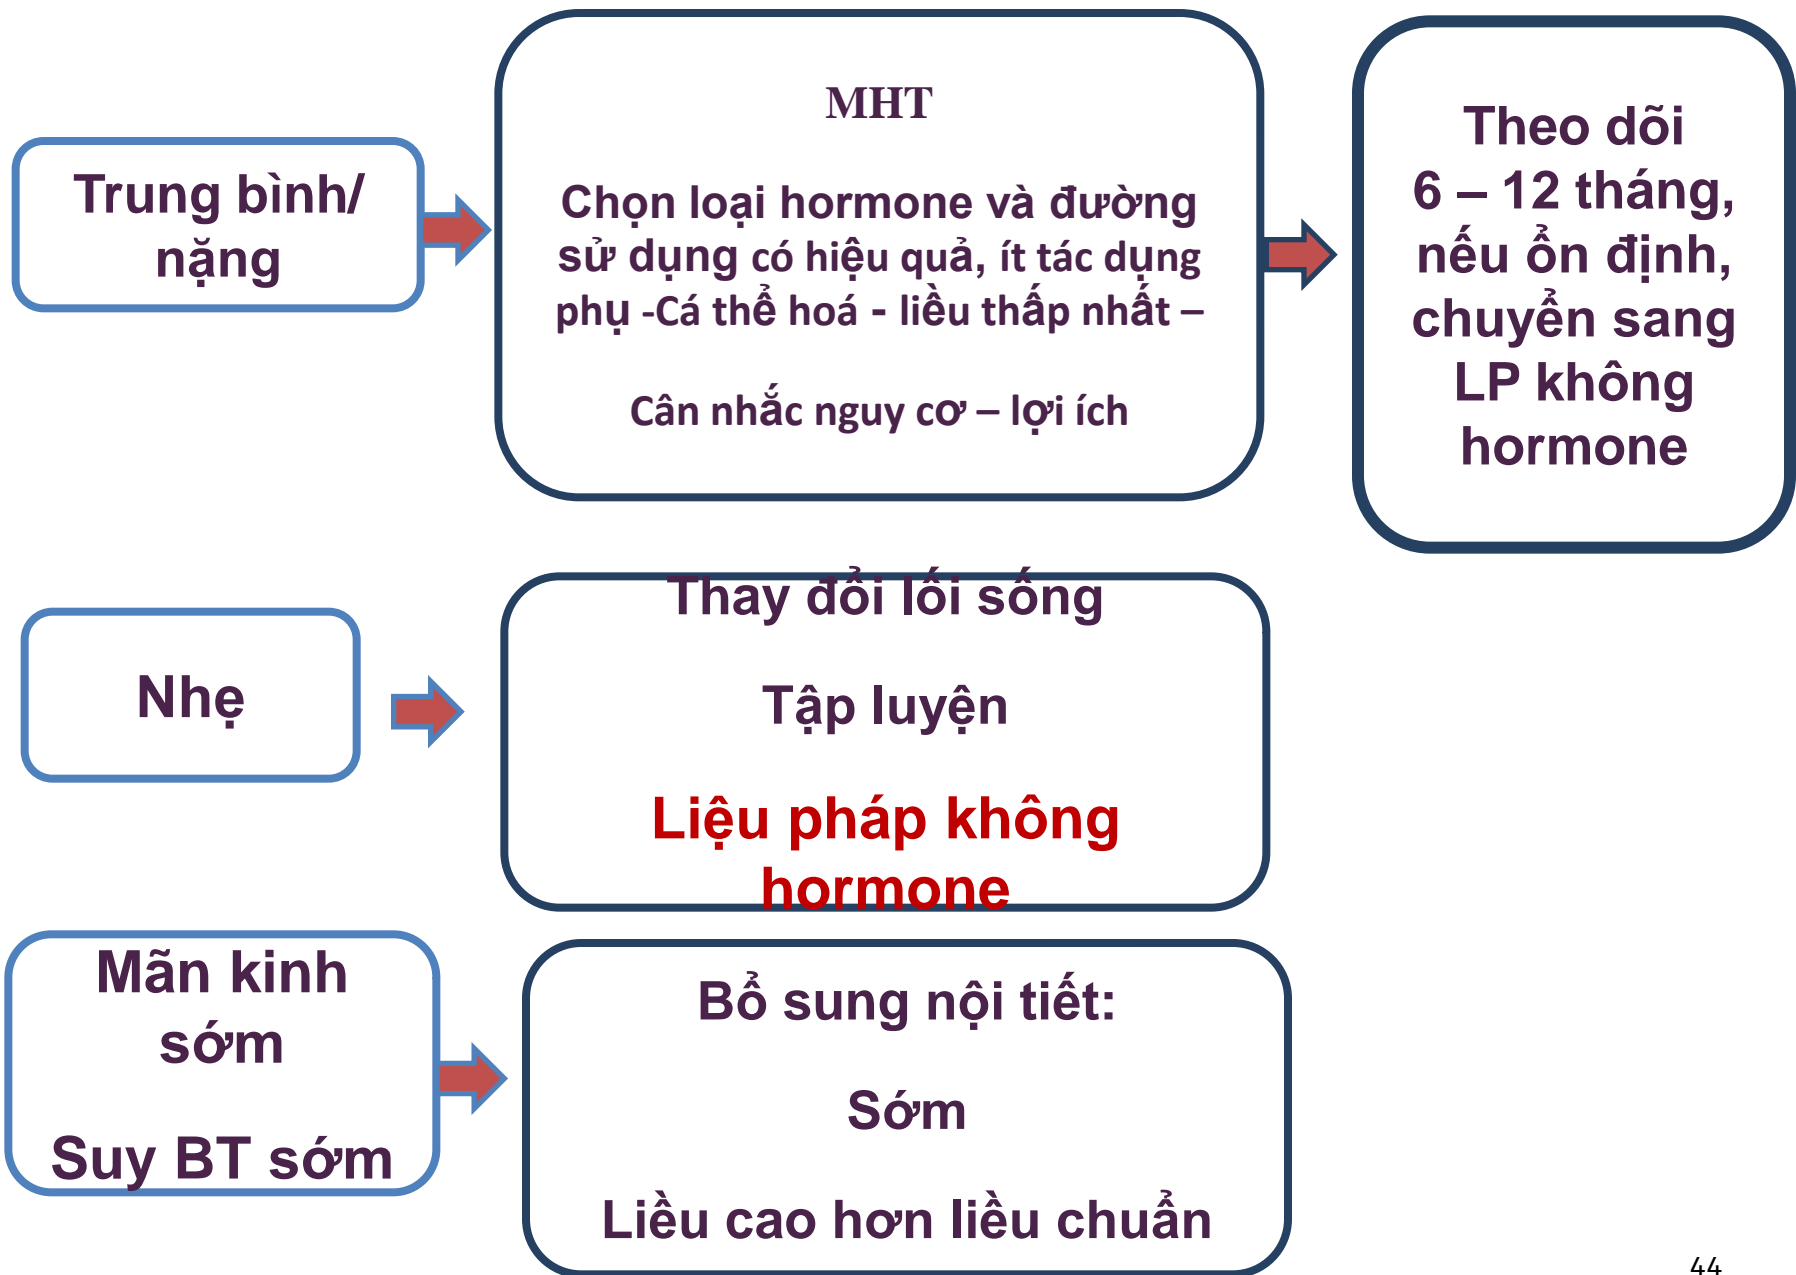 Trung bình/
nặng
MHT
Chọn loại hormone và đường
sử dụng có hiệu quả, ít tác dụng
phụ -Cá thể hoá - liều thấp nhất –
Cân nhắc nguy cơ – lợi ích
Theo dõi
6 – 12 tháng,
nếu ổn định,
chuyển sang
LP không
hormone
Nhẹ
Thay đổi lối sống
Tập luyện
Liệu pháp không
hormone
Mãn kinh
sớm
Suy BT sớm
Bổ sung nội tiết:
Sớm
Liều cao hơn liều chuẩn
44